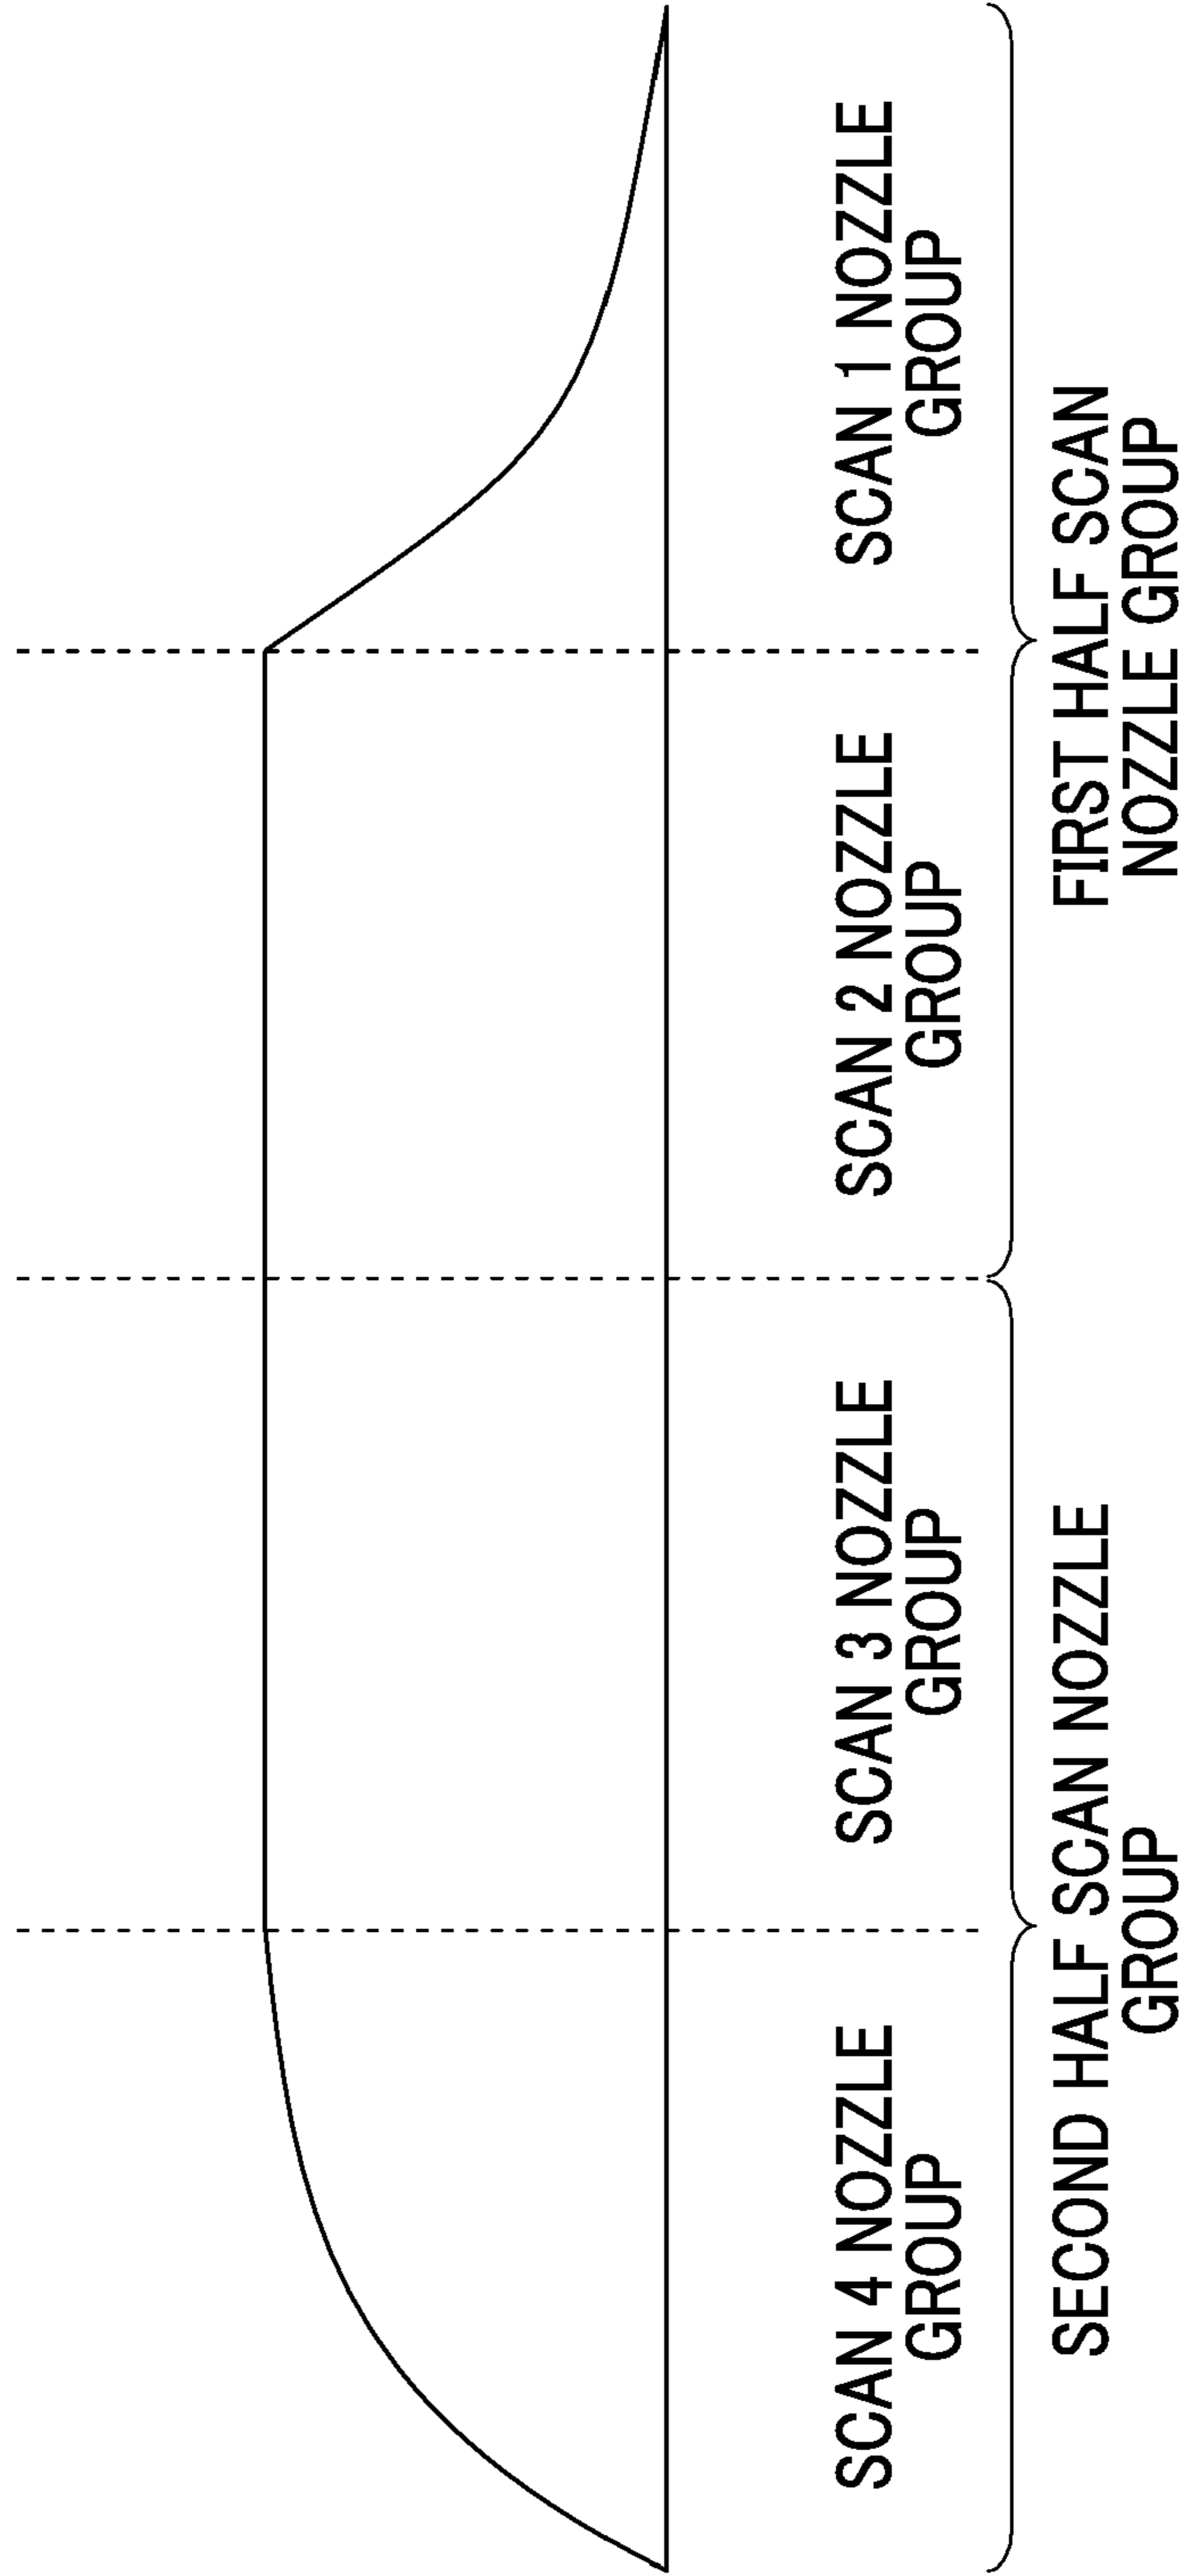 SCAN 4 NOZZLE
GROUP
SCAN 3 NOZZLE
GROUP
SCAN 2 NOZZLE
GROUP
SCAN 1 NOZZLE
GROUP
SECOND HALF SCAN NOZZLE
GROUP
FIRST HALF SCAN
NOZZLE GROUP